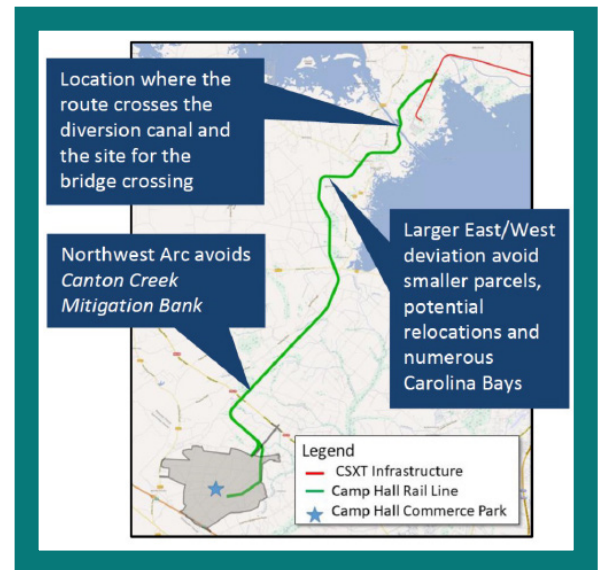 Location where the
route crosses the
diversion canal and
the site for the
bridge crossing
Northwest Arc avoids
Canton Creek
Mitigation Bank
Larger East/West
deviation avoid
smaller parcels,
potential
relocations and
numerous
Carolina Bays
Legend
CSXT Infrastructure
Camp Hall Rail Line
Camp Hall Commerce Park